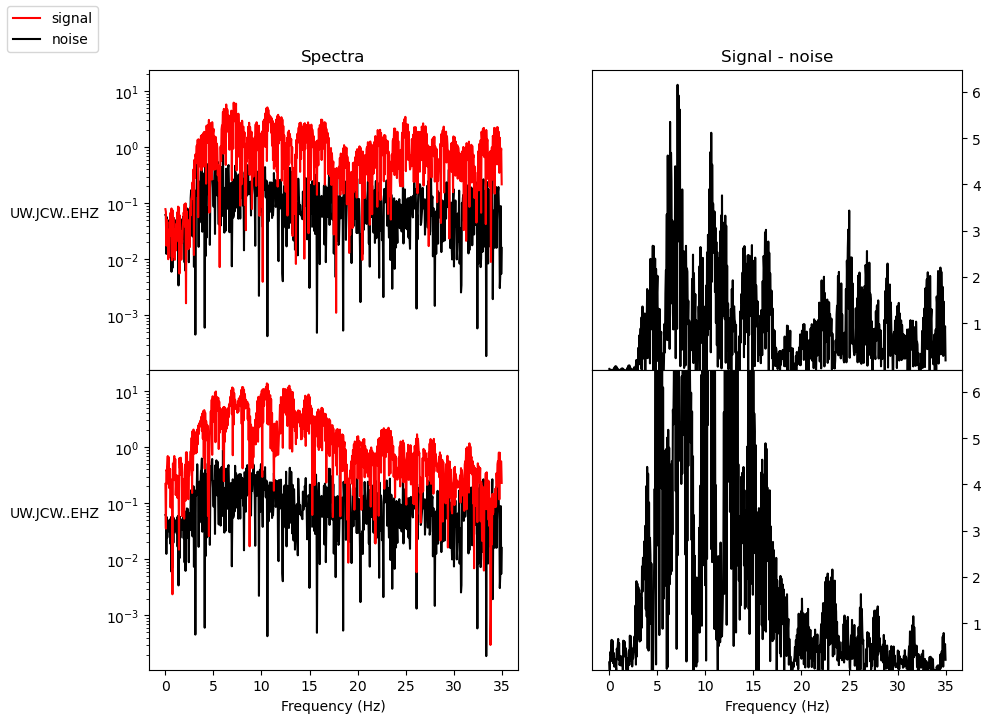 signal
noise
Spectra
Signal - noise
10¹
10⁰
10⁻¹
10⁻²
10⁻³
UW.JCW..EHZ
6
5
4
3
2
1
10¹
10⁰
10⁻¹
10⁻²
10⁻³
UW.JCW..EHZ
6
5
4
3
2
1
0 5 10 15 20 25 30 35
0 5 10 15 20 25 30 35
Frequency (Hz)
Frequency (Hz)